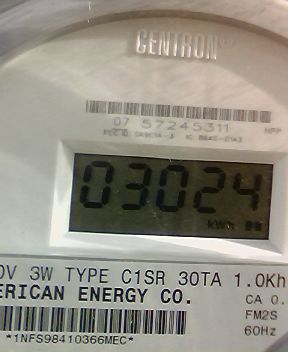 CENTRON
07 57245311
03024
kWh
V 3W TYPE C1SR 30TA 1.0Kh
ERICAN ENERGY CO.
CA 0.
FM2S
60Hz
*1NFS98410366MEC*